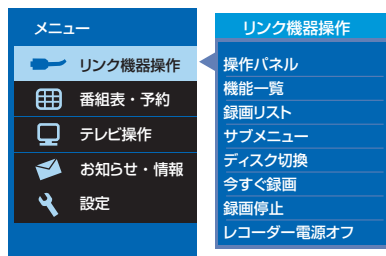 メニュー
リンク機器操作
番組表・予約
テレビ操作
お知らせ・情報
設定
リンク機器操作
操作パネル
機能一覧
録画リスト
サブメニュー
ディスク切換
今すぐ録画
録画停止
レコーダー電源オフ